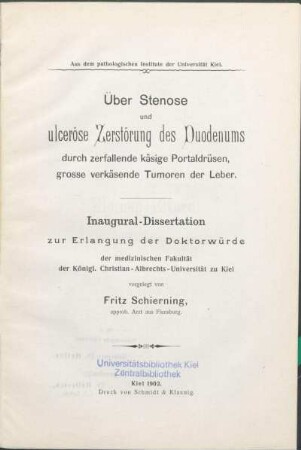 Aus dem pathologischen Institute der Universität Kiel.
Über Stenose
und
ulceröse Zerstörung des Duodenums
durch zerfallende käsige Portaldrüsen,
grosse verkäsende Tumoren der Leber.
Inaugural-Dissertation
zur Erlangung der Doktorwürde
der medizinischen Fakultät
der Königl. Christian-Albrechts-Universität zu Kiel
vorgelegt von
Fritz Schierning,
approb. Arzt aus Flensburg.
Universitätsbibliothek Kiel
Zentralbibliothek
Kiel 1903.
Druck von Schmidt & Klaunig.